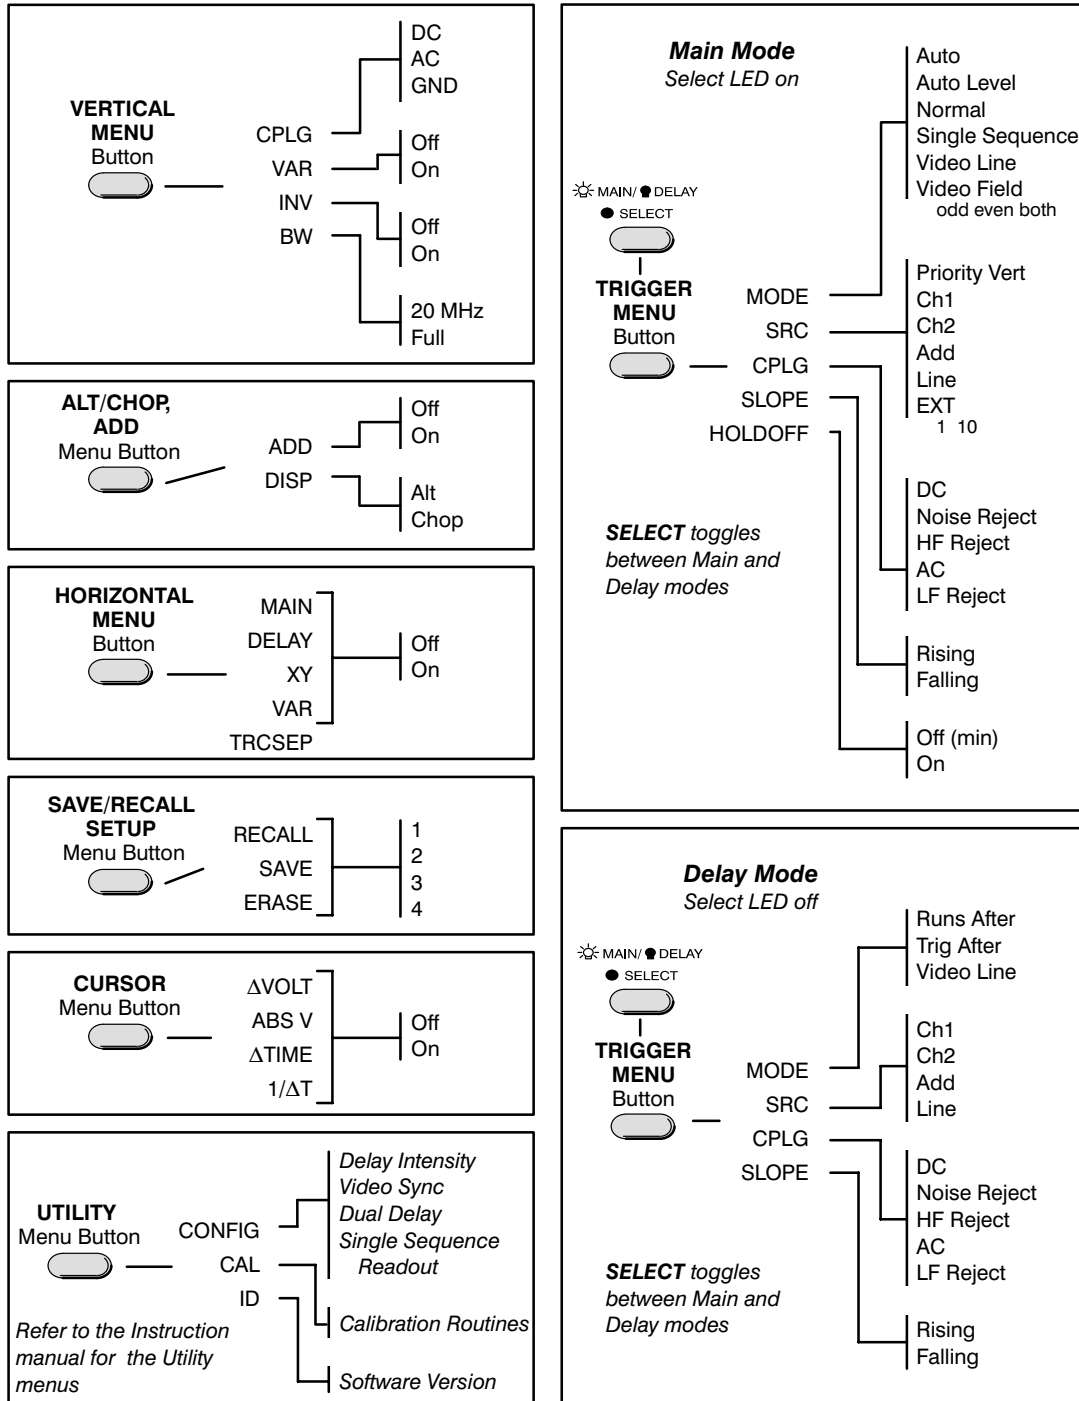 VERTICAL
MENU
Button
CPLG
VAR
INV
BW
DC
AC
GND
Off
On
Off
On
20 MHz
Full
ALT/CHOP,
ADD
Menu Button
ADD
DISP
Off
On
Alt
Chop
HORIZONTAL
MENU
Button
MAIN
DELAY
XY
VAR
TRCSEP
Off
On
SAVE/RECALL
SETUP
Menu Button
RECALL
SAVE
ERASE
1
2
3
4
CURSOR
Menu Button
ΔVOLT
ABS V
ΔTIME
1/ΔT
Off
On
UTILITY
Menu Button
CONFIG
CAL
ID
Delay Intensity
Video Sync
Dual Delay
Single Sequence
Readout
Calibration Routines
Software Version
Refer to the Instruction
manual for the Utility
menus
Main Mode
Select LED on
MAIN/ DELAY
SELECT
TRIGGER
MENU
Button
MODE
SRC
CPLG
SLOPE
HOLDOFF
Auto
Auto Level
Normal
Single Sequence
Video Line
Video Field
odd even both
Priority Vert
Ch1
Ch2
Add
Line
EXT
1 10
DC
Noise Reject
HF Reject
AC
LF Reject
Rising
Falling
Off (min)
On
SELECT toggles
between Main and
Delay modes
Delay Mode
Select LED off
MAIN/ DELAY
SELECT
TRIGGER
MENU
Button
MODE
SRC
CPLG
SLOPE
Runs After
Trig After
Video Line
Ch1
Ch2
Add
Line
DC
Noise Reject
HF Reject
AC
LF Reject
Rising
Falling
SELECT toggles
between Main and
Delay modes